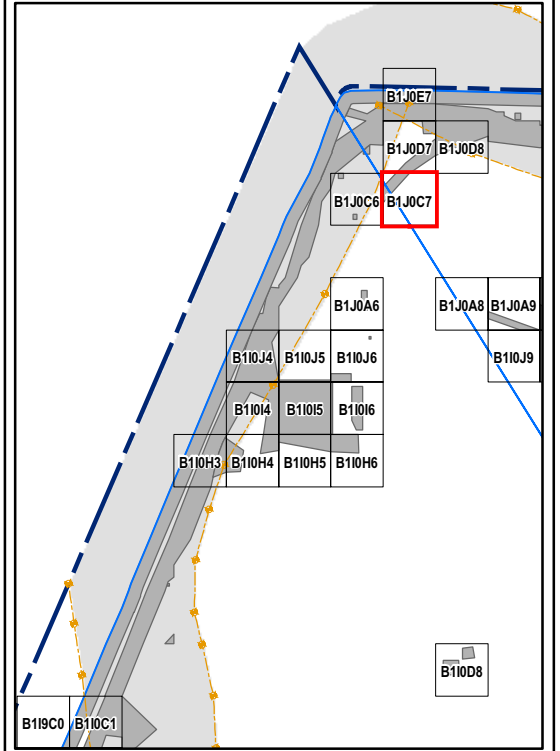 B1J0E7
B1J0D7 B1J0D8
B1J0C6 B1J0C7
B1J0A6 B1J0A8 B1J0A9
B1I0J4 B1I0J5 B1I0J6 B1I0J9
B1I0I4 B1I0I5 B1I0I6
B1I0H3 B1I0H4 B1I0H5 B1I0H6
B1I0D8
B1I9C0 B1I0C1